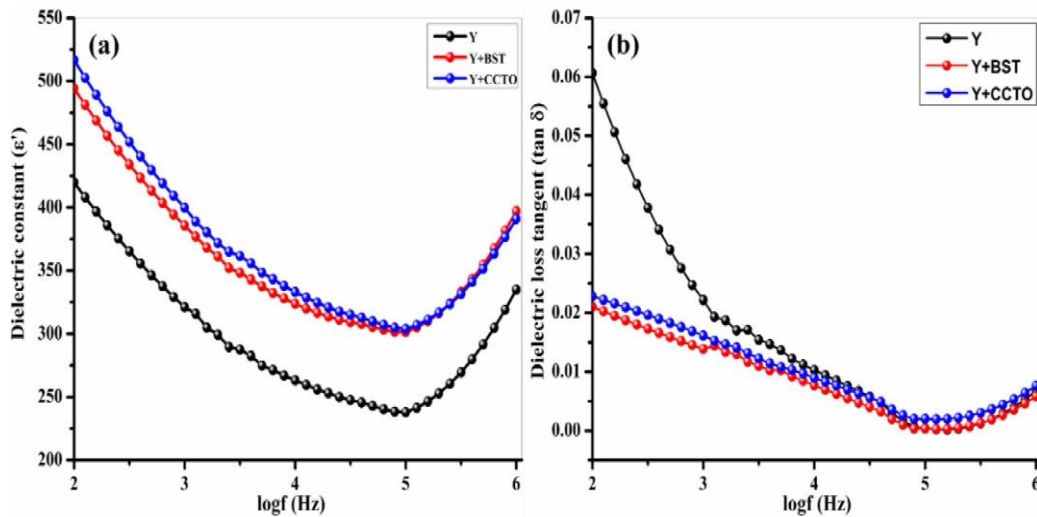 (a)
Y
Y+BST
Y+CCTO
Dielectric constant (ε')
550
500
450
400
350
300
250
200
2
3
4
5
6
logf (Hz)
(b)
Y
Y+BST
Y+CCTO
Dielectric loss tangent (tan δ)
0.07
0.06
0.05
0.04
0.03
0.02
0.01
0.00
2
3
4
5
6
logf (Hz)